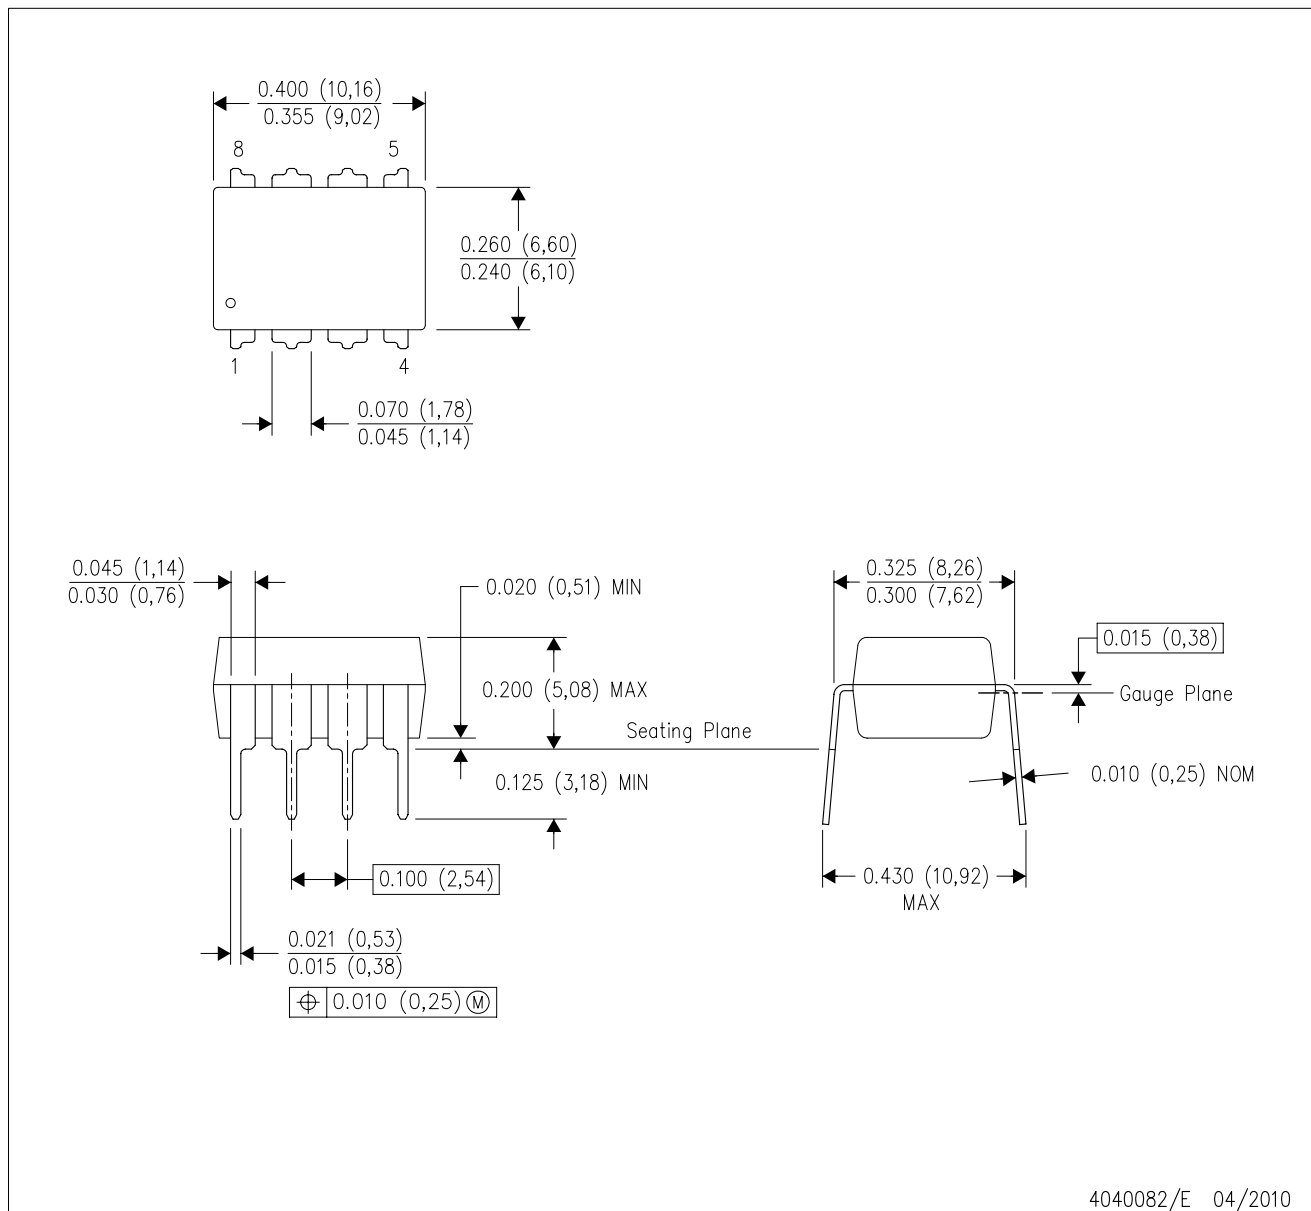 0.400 (10,16)
0.355 (9,02)
8
5
0.260 (6,60)
0.240 (6,10)
1
4
0.070 (1,78)
0.045 (1,14)
0.045 (1,14)
0.030 (0,76)
0.020 (0,51) MIN
0.325 (8,26)
0.300 (7,62)
0.015 (0,38)
0.200 (5,08) MAX
Gauge Plane
Seating Plane
0.125 (3,18) MIN
0.010 (0,25) NOM
0.100 (2,54)
0.430 (10,92)
MAX
0.021 (0,53)
0.015 (0,38)
⌖ 0.010 (0,25) Ⓜ
4040082/E 04/2010